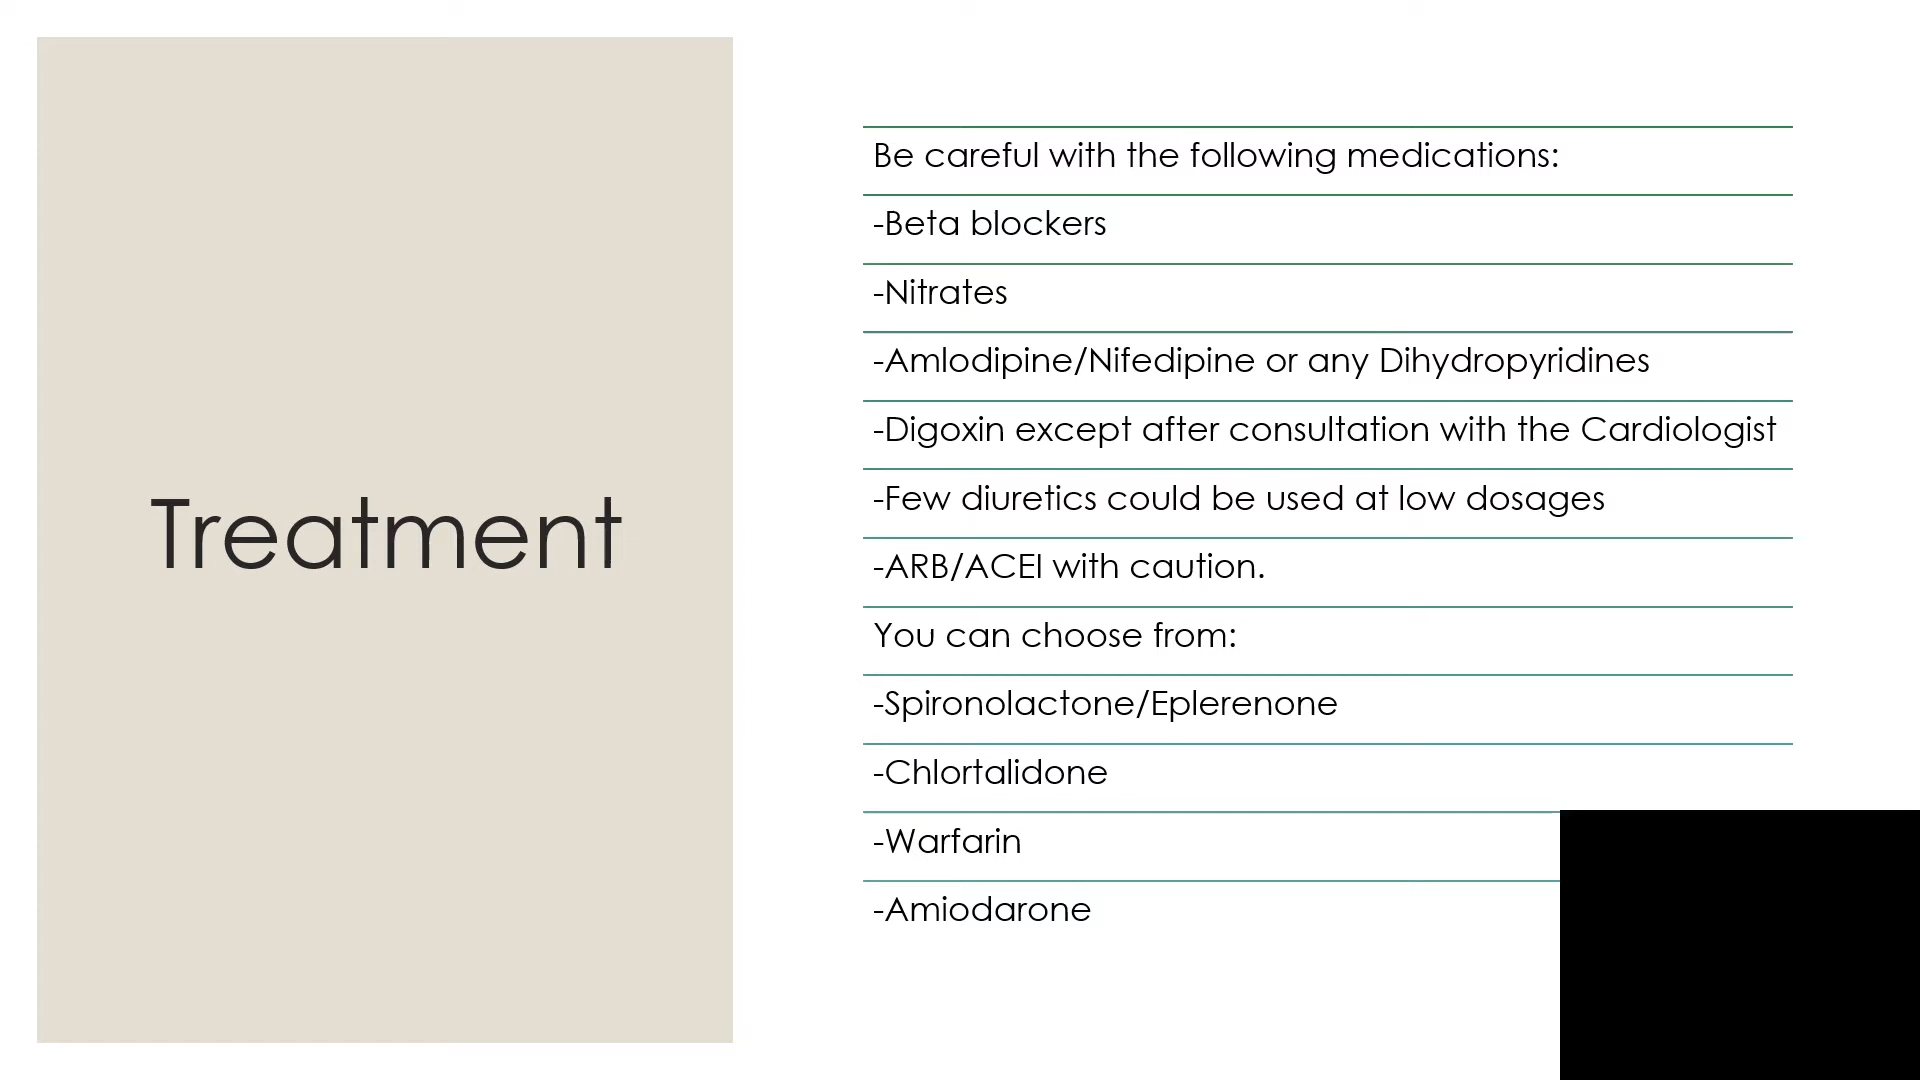 Treatment
Be careful with the following medications:
-Beta blockers
-Nitrates
-Amlodipine/Nifedipine or any Dihydropyridines
-Digoxin except after consultation with the Cardiologist
-Few diuretics could be used at low dosages
-ARB/ACEI with caution.
You can choose from:
-Spironolactone/Eplerenone
-Chlortalidone
-Warfarin
-Amiodarone